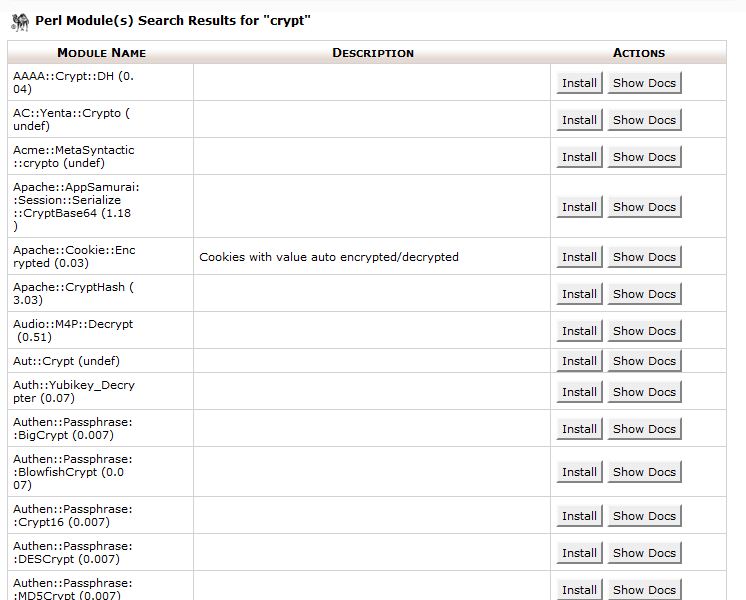 Perl Module(s) Search Results for "crypt"
Module Name Description Actions
AAAA::Crypt::DH (0.
04)
Install Show Docs
AC::Yenta::Crypto (
undef)
Install Show Docs
Acme::MetaSyntactic
::crypto (undef)
Install Show Docs
Apache::AppSamurai:
:Session::Serialize
::CryptBase64 (1.18
)
Install Show Docs
Apache::Cookie::Enc
rypted (0.03)
Cookies with value auto encrypted/decrypted
Install Show Docs
Apache::CryptHash (
3.03)
Install Show Docs
Audio::M4P::Decrypt
(0.51)
Install Show Docs
Aut::Crypt (undef)
Install Show Docs
Auth::Yubikey_Decry
pter (0.07)
Install Show Docs
Authen::Passphrase:
:BigCrypt (0.007)
Install Show Docs
Authen::Passphrase:
:BlowfishCrypt (0.0
07)
Install Show Docs
Authen::Passphrase:
:Crypt16 (0.007)
Install Show Docs
Authen::Passphrase:
:DESCrypt (0.007)
Install Show Docs
Authen::Passphrase:
:MD5Crypt (0.007)
Install Show Docs